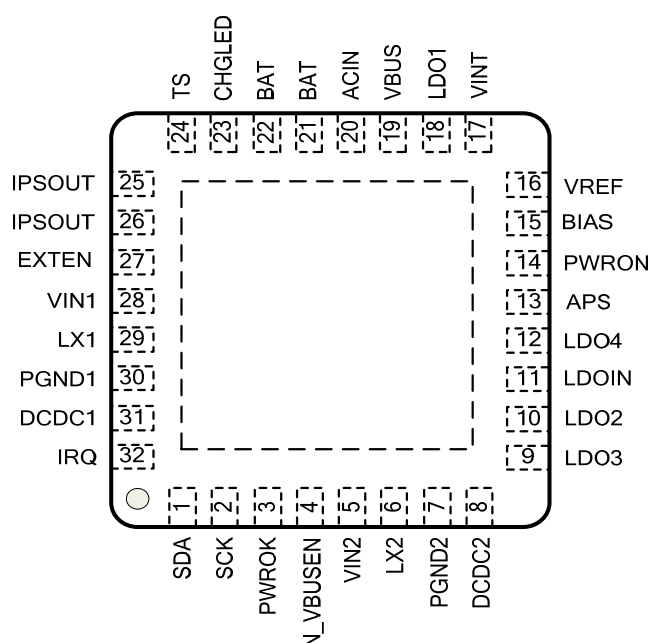 TS CHGLED BAT BAT ACIN VBUS LDO1 VINT
24 23 22 21 20 19 18 17
IPSOUT 25
IPSOUT 26
EXTEN 27
VIN1 28
LX1 29
PGND1 30
DCDC1 31
IRQ 32
16 VREF
15 BIAS
14 PWRON
13 APS
12 LDO4
11 LDOIN
10 LDO2
9 LDO3
1 2 3 4 5 6 7 8
SDA SCK PWROK N_VBUSEN VIN2 LX2 PGND2 DCDC2